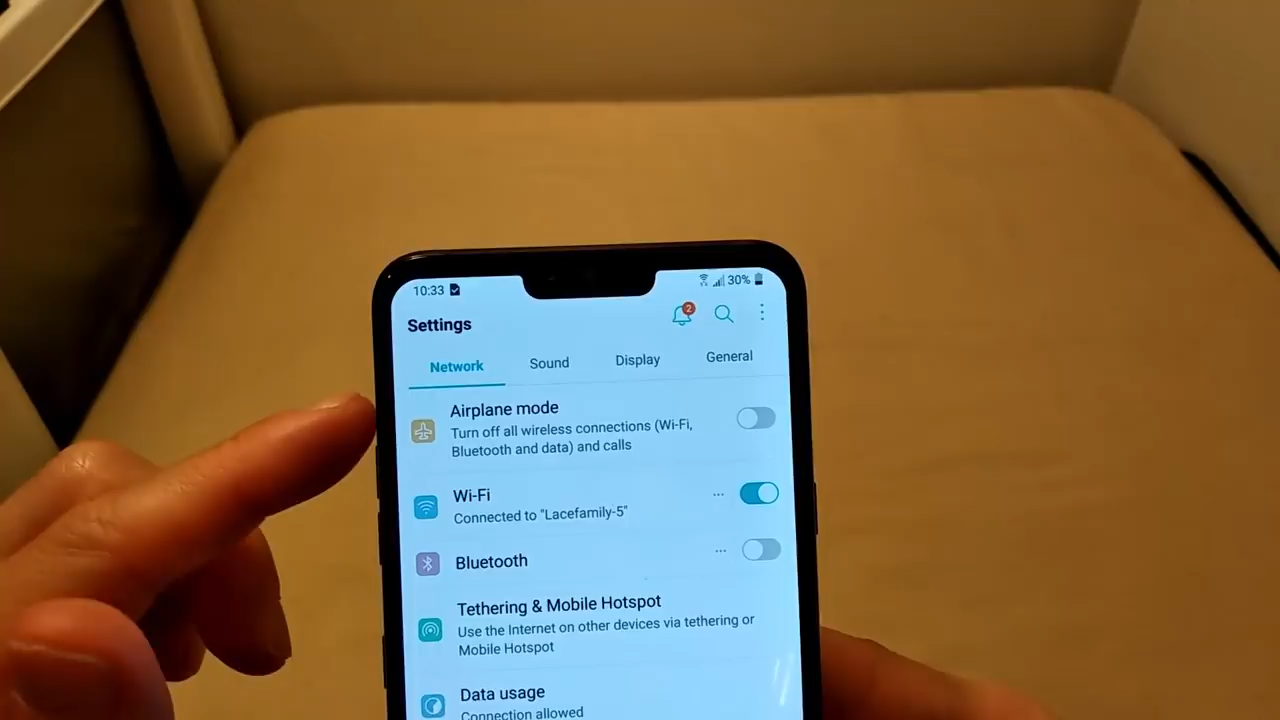 10:33
30%
Settings
2
Network Sound Display General
Airplane mode
Turn off all wireless connections (Wi-Fi,
Bluetooth and data) and calls
Wi-Fi
Connected to "Lacefamily-5"
Bluetooth
Tethering & Mobile Hotspot
Use the Internet on other devices via tethering or
Mobile Hotspot
Data usage
Connection allowed